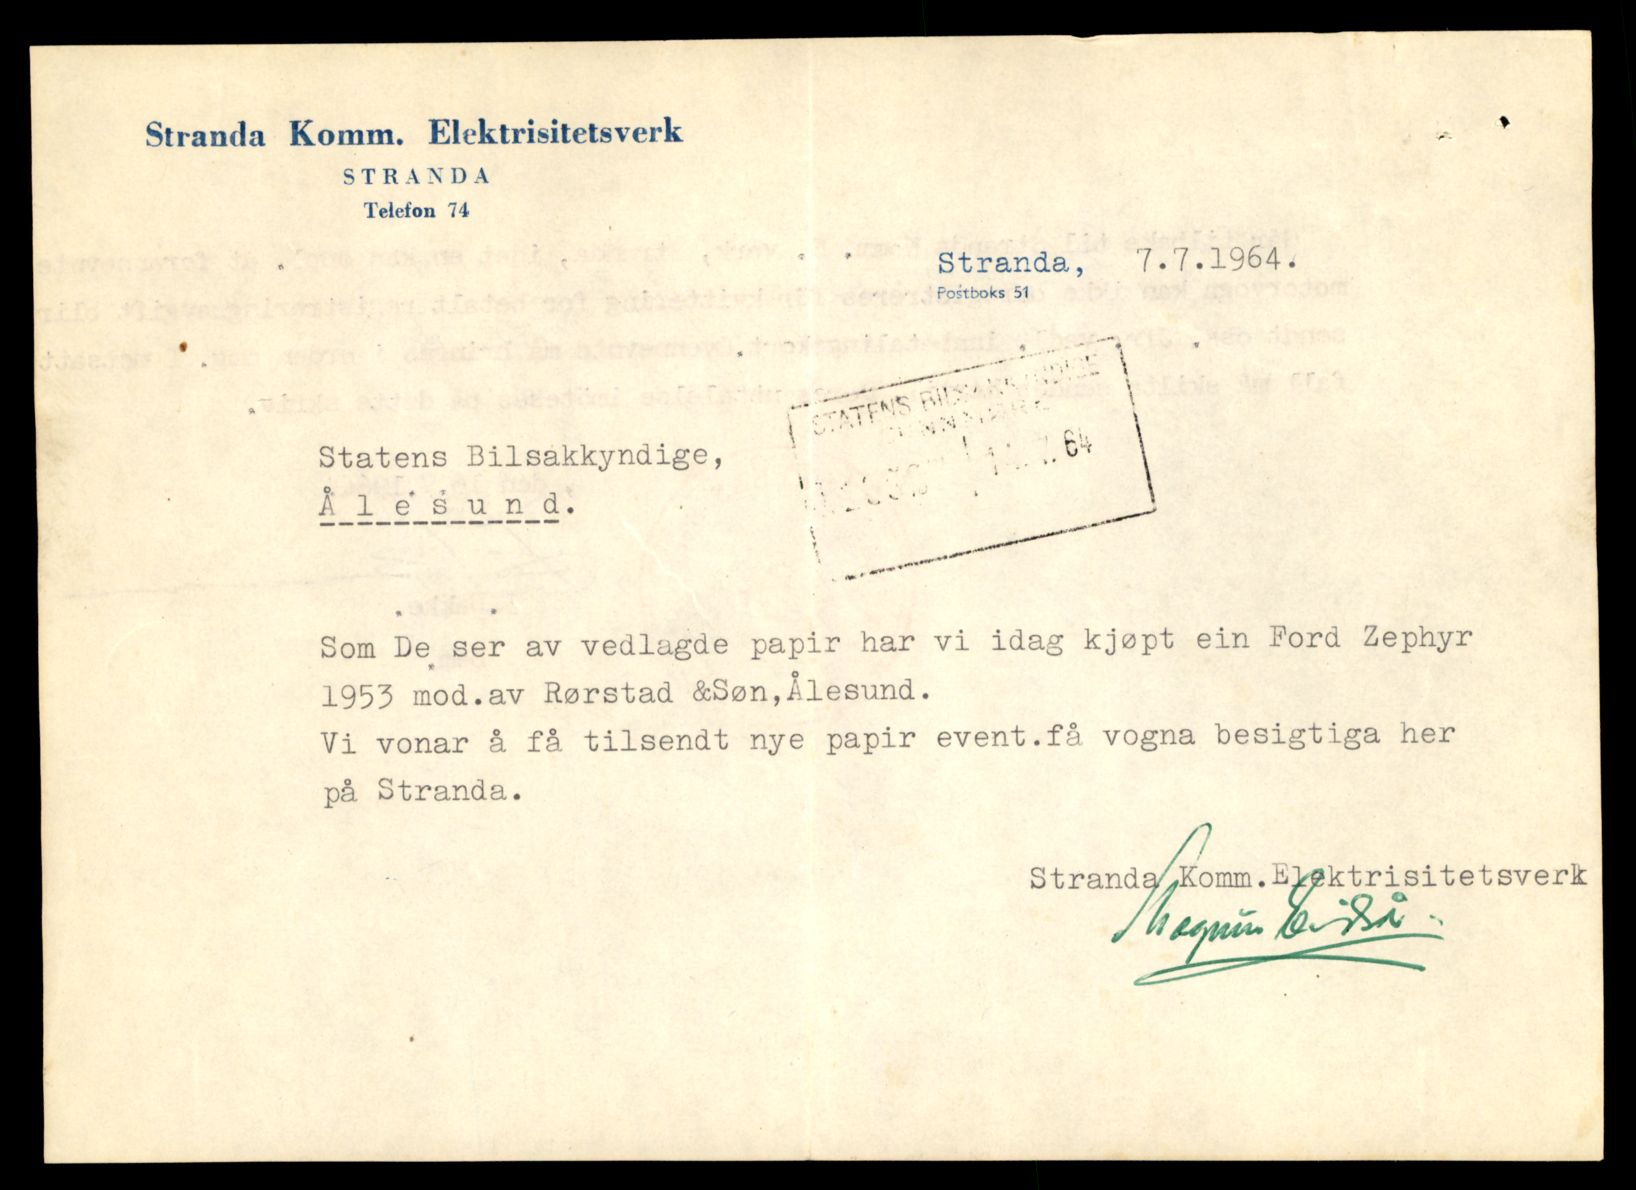 Stranda Komm. Elektrisitetsverk
STRANDA
Telefon 74
Stranda, 7.7.1964.
Postboks 51
STATENS BILSAKKYNDIGE
64
Statens Bilsakkyndige,
Ålesund.
Som De ser av vedlagde papir har vi idag kjøpt ein Ford Zephyr
1953 mod.av Rørstad &Søn,Ålesund.
Vi vonar å få tilsendt nye papir event.få vogna besigtiga her
på Stranda.
Stranda Komm.Elektrisitetsverk
Magnus